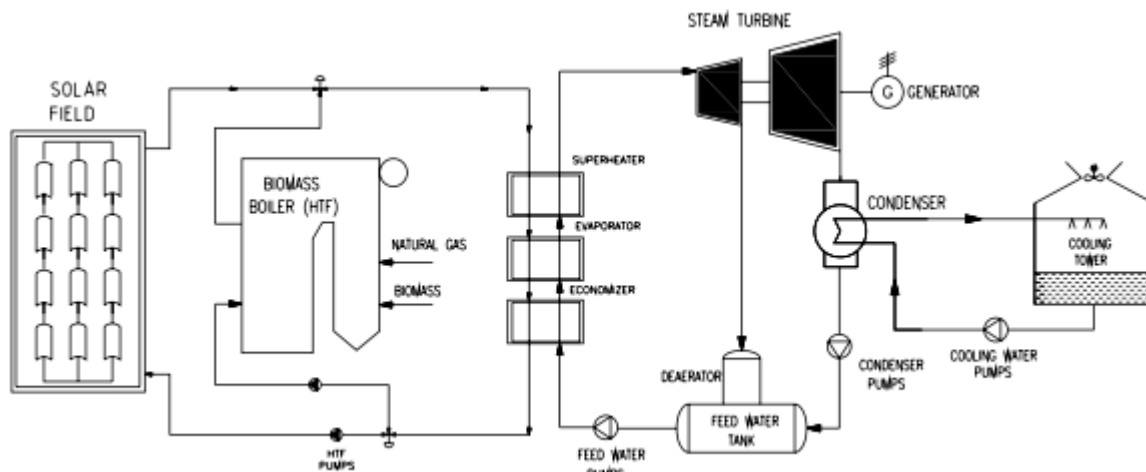 STEAM TURBINE
SOLAR
FIELD
G
GENERATOR
SUPERHEATER
BIOMASS
BOILER (HTF)
CONDENSER
EVAPORATOR
NATURAL GAS
COOLING
TOWER
BIOMASS
ECONOMIZER
DEAERATOR
CONDENSER
PUMPS
COOLING WATER
PUMPS
FEED WATER
TANK
HTF
PUMPS
FEED WATER
PUMPS